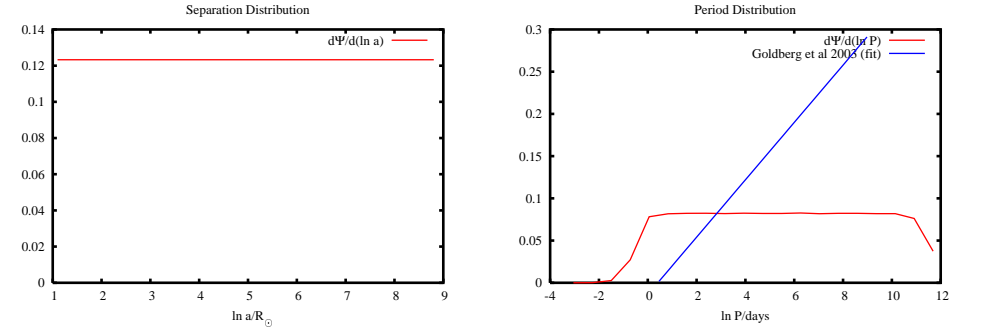 Separation Distribution
0.14
0.12
0.1
0.08
0.06
0.04
0.02
0
1 2 3 4 5 6 7 8 9
dΨ/d(ln a)
ln a/R☉
Period Distribution
0.3
0.25
0.2
0.15
0.1
0.05
0
-4 -2 0 2 4 6 8 10 12
dΨ/d(ln P)
Goldberg et al 2003 (fit)
ln P/days